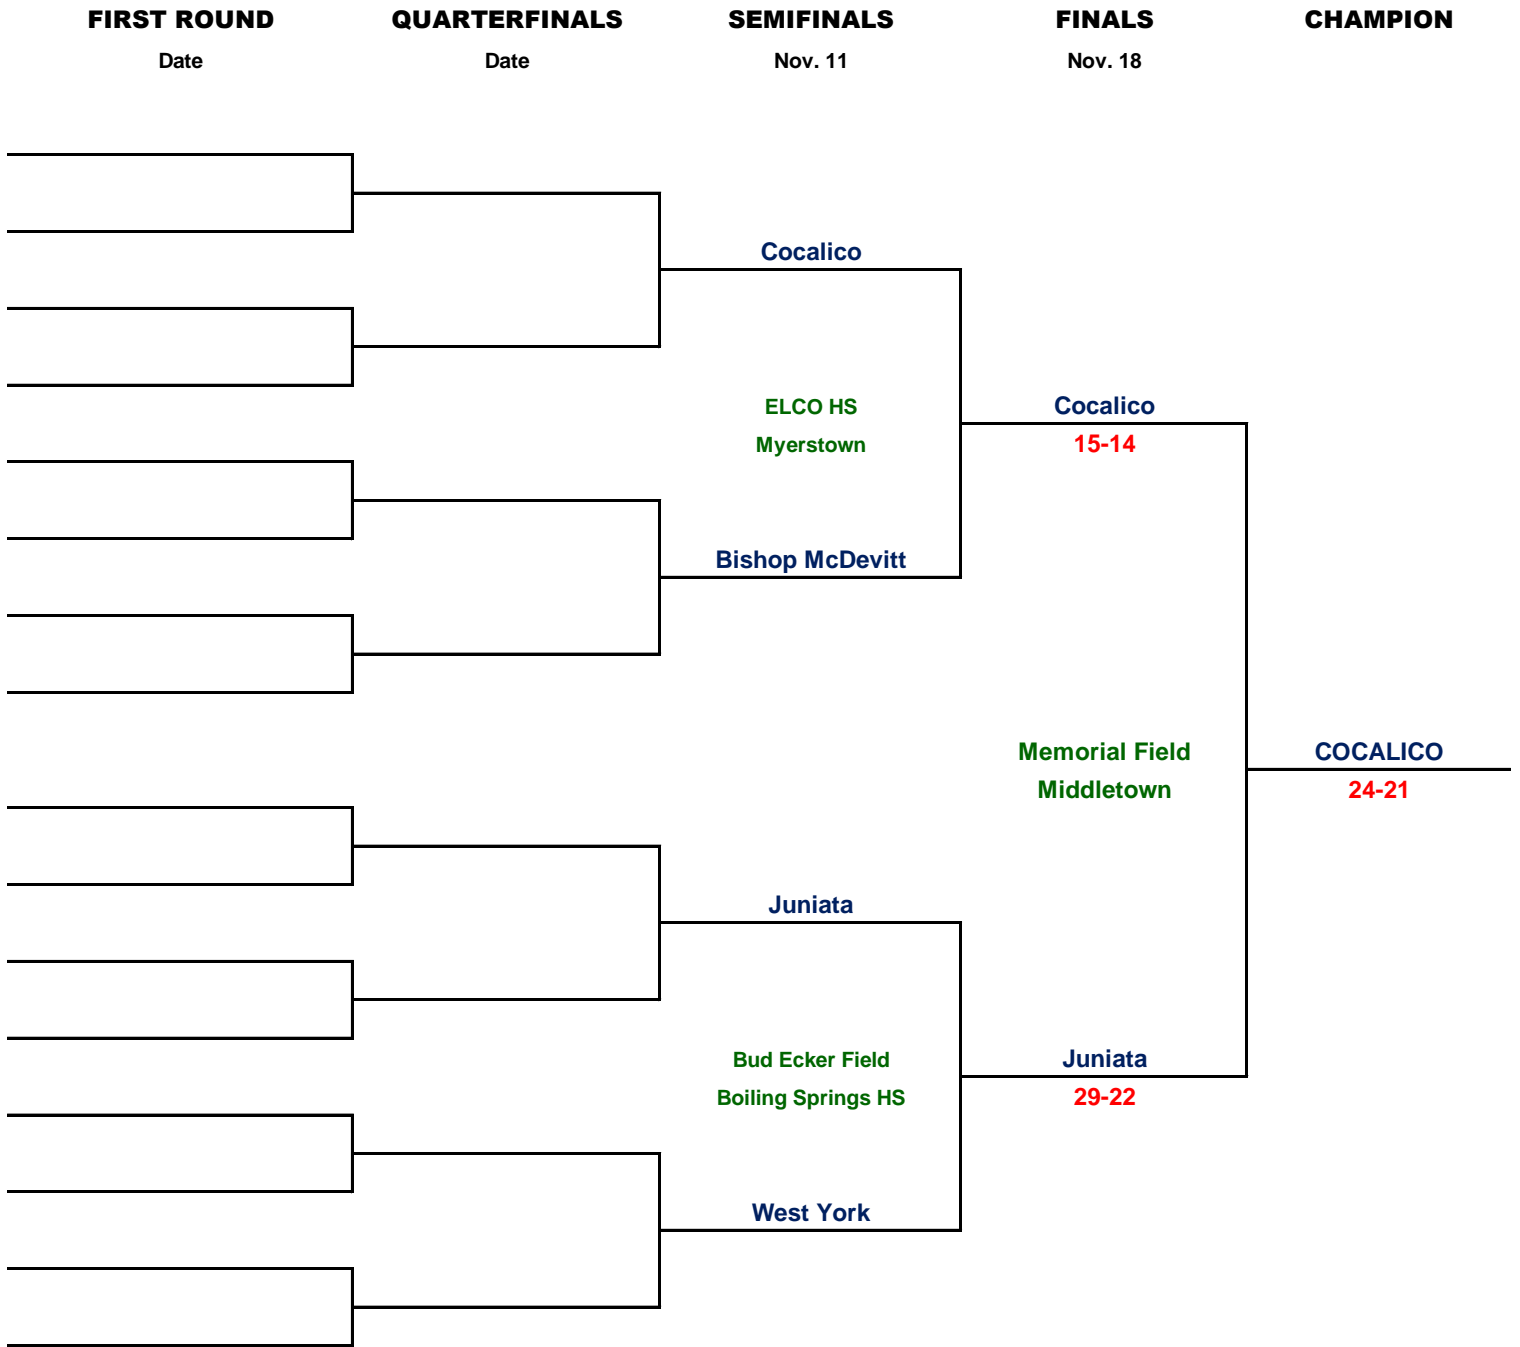 FIRST ROUND QUARTERFINALS SEMIFINALS FINALS CHAMPION
Date Date Nov. 11 Nov. 18
Cocalico
ELCO HS Cocalico
Myerstown 15-14
Bishop McDevitt
Memorial Field COCALICO
Middletown 24-21
Juniata
Bud Ecker Field Juniata
Boiling Springs HS 29-22
West York